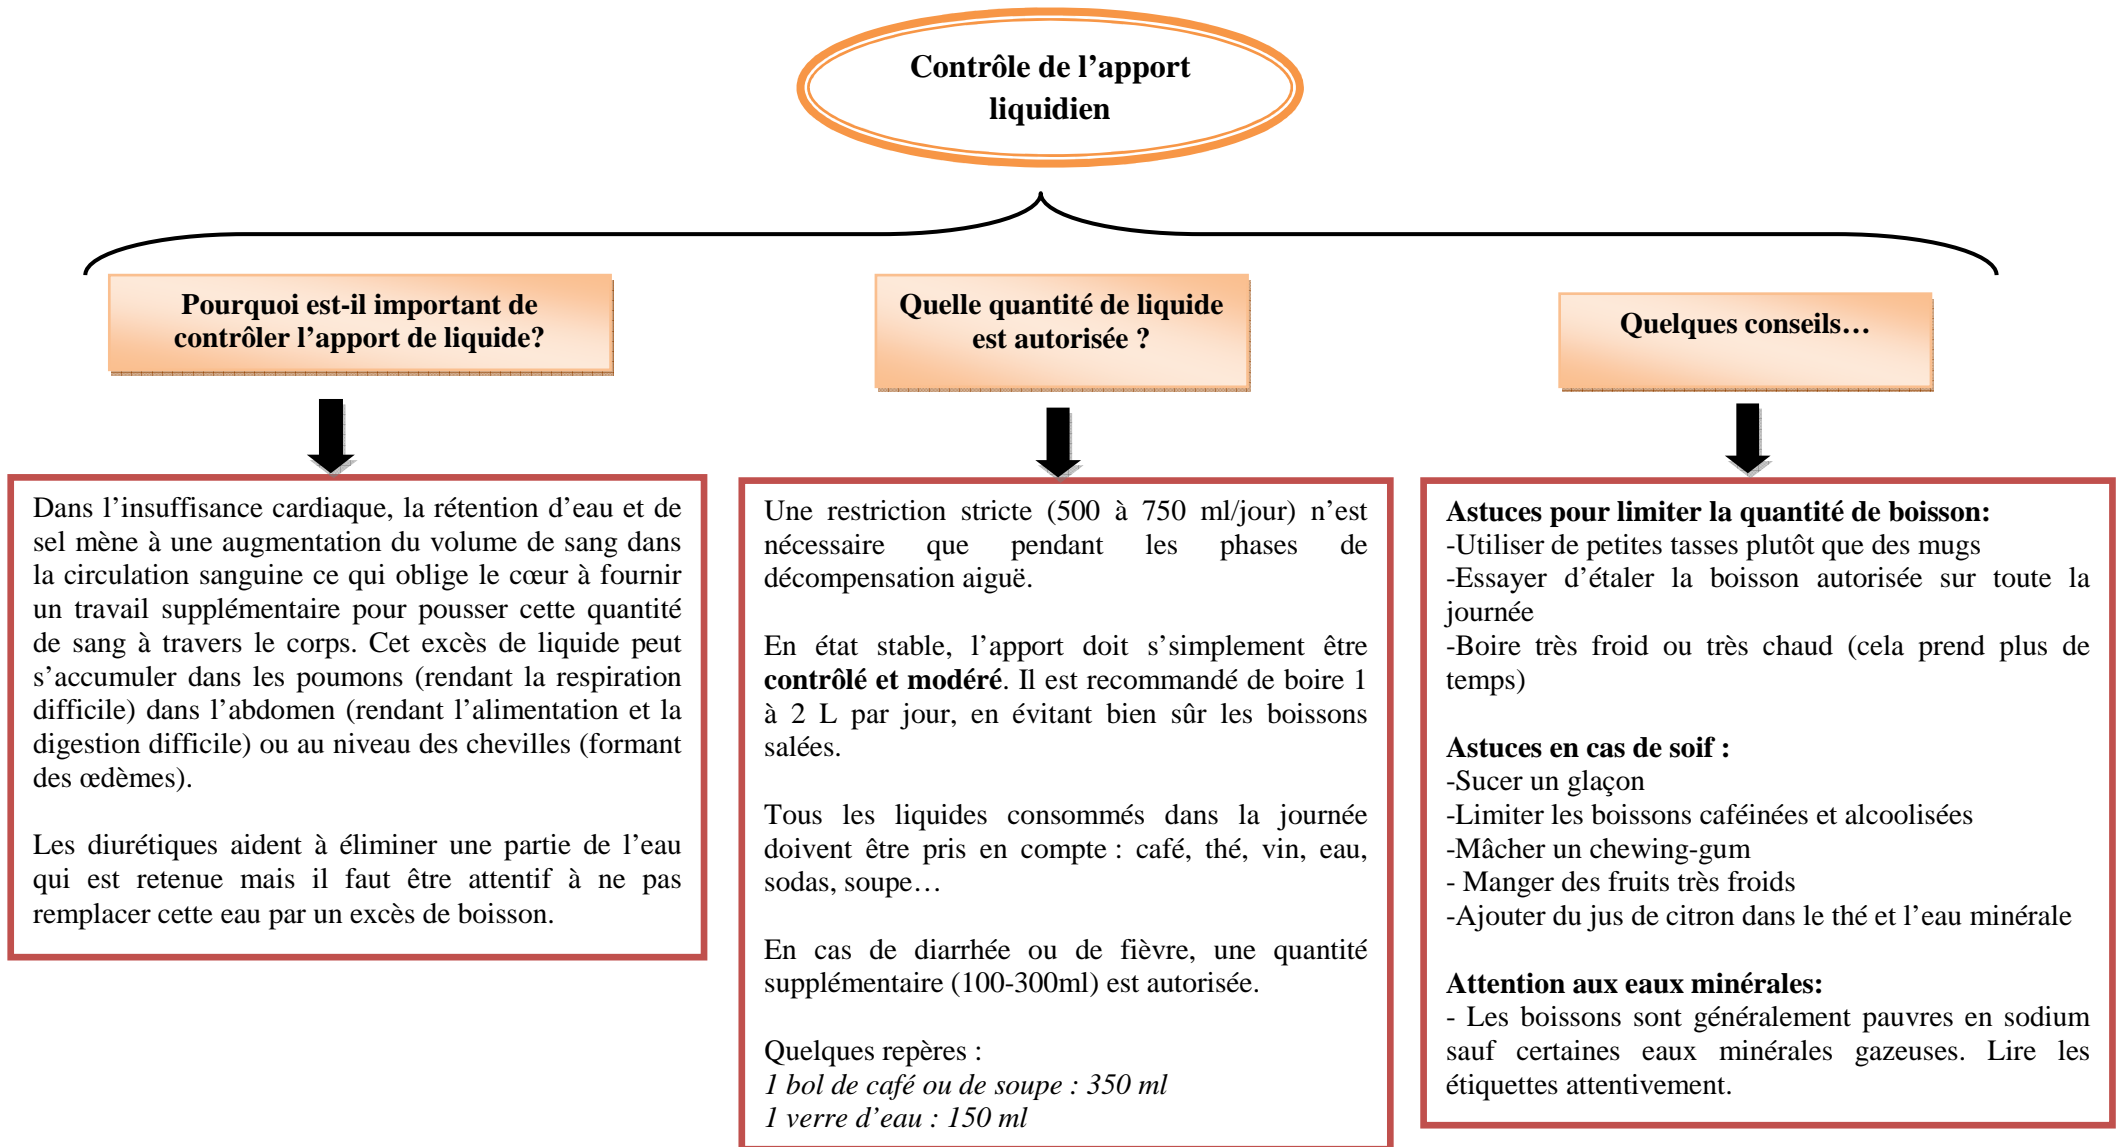 Contrôle de l’apport
liquidien
Pourquoi est-il important de
contrôler l’apport de liquide?
Dans l’insuffisance cardiaque, la rétention d’eau et de
sel mène à une augmentation du volume de sang dans
la circulation sanguine ce qui oblige le cœur à fournir
un travail supplémentaire pour pousser cette quantité
de sang à travers le corps. Cet excès de liquide peut
s’accumuler dans les poumons (rendant la respiration
difficile) dans l’abdomen (rendant l’alimentation et la
digestion difficile) ou au niveau des chevilles (formant
des œdèmes).
Les diurétiques aident à éliminer une partie de l’eau
qui est retenue mais il faut être attentif à ne pas
remplacer cette eau par un excès de boisson.
Quelle quantité de liquide
est autorisée ?
Une restriction stricte (500 à 750 ml/jour) n’est
nécessaire que pendant les phases de
décompensation aiguë.
En état stable, l’apport doit s’simplement être
contrôlé et modéré. Il est recommandé de boire 1
à 2 L par jour, en évitant bien sûr les boissons
salées.
Tous les liquides consommés dans la journée
doivent être pris en compte : café, thé, vin, eau,
sodas, soupe…
En cas de diarrhée ou de fièvre, une quantité
supplémentaire (100-300ml) est autorisée.
Quelques repères :
1 bol de café ou de soupe : 350 ml
1 verre d’eau : 150 ml
Quelques conseils…
Astuces pour limiter la quantité de boisson:
-Utiliser de petites tasses plutôt que des mugs
-Essayer d’étaler la boisson autorisée sur toute la
journée
-Boire très froid ou très chaud (cela prend plus de
temps)
Astuces en cas de soif :
-Sucer un glaçon
-Limiter les boissons caféinées et alcoolisées
-Mâcher un chewing-gum
- Manger des fruits très froids
-Ajouter du jus de citron dans le thé et l’eau minérale
Attention aux eaux minérales:
- Les boissons sont généralement pauvres en sodium
sauf certaines eaux minérales gazeuses. Lire les
étiquettes attentivement.